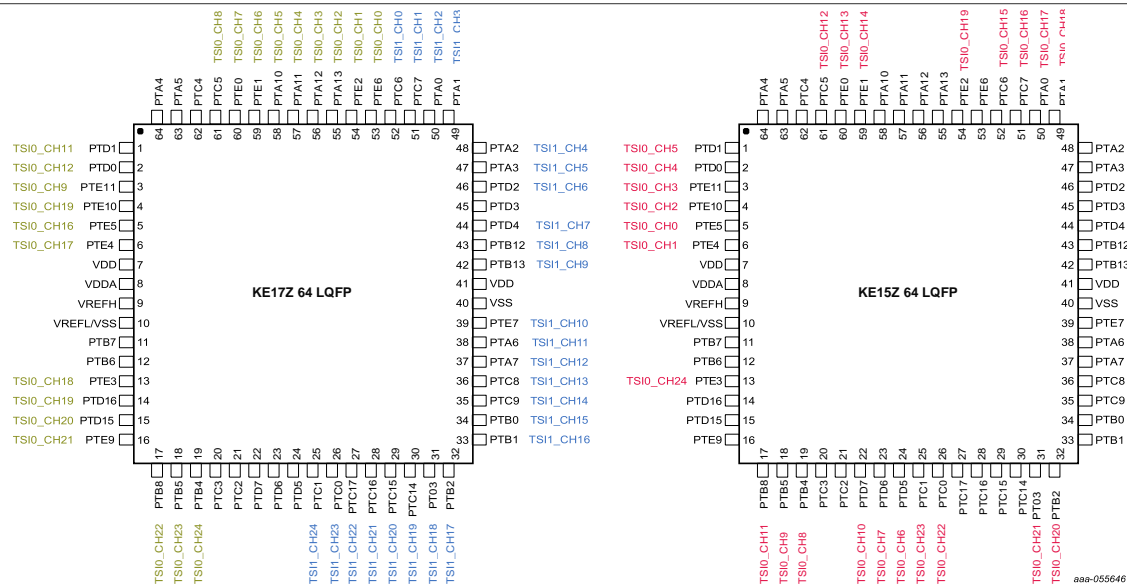 TSI0_CH8 TSI0_CH7 TSI0_CH6 TSI0_CH5 TSI0_CH4 TSI0_CH3 TSI0_CH2 TSI0_CH1 TSI0_CH0 TSI1_CH0 TSI1_CH1 TSI1_CH2 TSI1_CH3
PTA4 PTA5 PTC4 PTC5 PTE0 PTE1 PTA10 PTA11 PTA12 PTA13 PTE2 PTE6 PTC6 PTC7 PTA0 PTA1
64 63 62 61 60 59 58 57 56 55 54 53 52 51 50 49
TSI0_CH11 PTD1 1 48 PTA2 TSI1_CH4
TSI0_CH12 PTD0 2 47 PTA3 TSI1_CH5
TSI0_CH9 PTE11 3 46 PTD2 TSI1_CH6
TSI0_CH19 PTE10 4 45 PTD3
TSI0_CH16 PTE5 5 44 PTD4 TSI1_CH7
TSI0_CH17 PTE4 6 43 PTB12 TSI1_CH8
VDD 7 42 PTB13 TSI1_CH9
VDDA 8 41 VDD
KE17Z 64 LQFP
VREFH 9 40 VSS
VREFL/VSS 10 39 PTE7 TSI1_CH10
PTB7 11 38 PTA6 TSI1_CH11
PTB6 12 37 PTA7 TSI1_CH12
TSI0_CH18 PTE3 13 36 PTC8 TSI1_CH13
TSI0_CH19 PTD16 14 35 PTC9 TSI1_CH14
TSI0_CH20 PTD15 15 34 PTB0 TSI1_CH15
TSI0_CH21 PTE9 16 33 PTB1 TSI1_CH16
17 18 19 20 21 22 23 24 25 26 27 28 29 30 31 32
PTB8 PTB5 PTB4 PTC3 PTC2 PTD7 PTD6 PTD5 PTC1 PTC0 PTC17 PTC16 PTC15 PTC14 PT03 PTB2
TSI0_CH22 TSI0_CH23 TSI0_CH24 TSI1_CH24 TSI1_CH23 TSI1_CH22 TSI1_CH21 TSI1_CH20 TSI1_CH19 TSI1_CH18 TSI1_CH17
TSI0_CH12 TSI0_CH13 TSI0_CH14 TSI0_CH19 TSI0_CH15 TSI0_CH16 TSI0_CH17 TSI0_CH18
PTA4 PTA5 PTC4 PTC5 PTE0 PTE1 PTA10 PTA11 PTA12 PTA13 PTE2 PTE6 PTC6 PTC7 PTA0 PTA1
64 63 62 61 60 59 58 57 56 55 54 53 52 51 50 49
TSI0_CH5 PTD1 1 48 PTA2
TSI0_CH4 PTD0 2 47 PTA3
TSI0_CH3 PTE11 3 46 PTD2
TSI0_CH2 PTE10 4 45 PTD3
TSI0_CH0 PTE5 5 44 PTD4
TSI0_CH1 PTE4 6 43 PTB12
VDD 7 42 PTB13
VDDA 8 41 VDD
KE15Z 64 LQFP
VREFH 9 40 VSS
VREFL/VSS 10 39 PTE7
PTB7 11 38 PTA6
PTB6 12 37 PTA7
TSI0_CH24 PTE3 13 36 PTC8
PTD16 14 35 PTC9
PTD15 15 34 PTB0
PTE9 16 33 PTB1
17 18 19 20 21 22 23 24 25 26 27 28 29 30 31 32
PTB8 PTB5 PTB4 PTC3 PTC2 PTD7 PTD6 PTD5 PTC1 PTC0 PTC17 PTC16 PTC15 PTC14 PT03 PTB2
TSI0_CH11 TSI0_CH9 TSI0_CH8 TSI0_CH10 TSI0_CH7 TSI0_CH6 TSI0_CH23 TSI0_CH22 TSI0_CH21 TSI0_CH20
aaa-055646